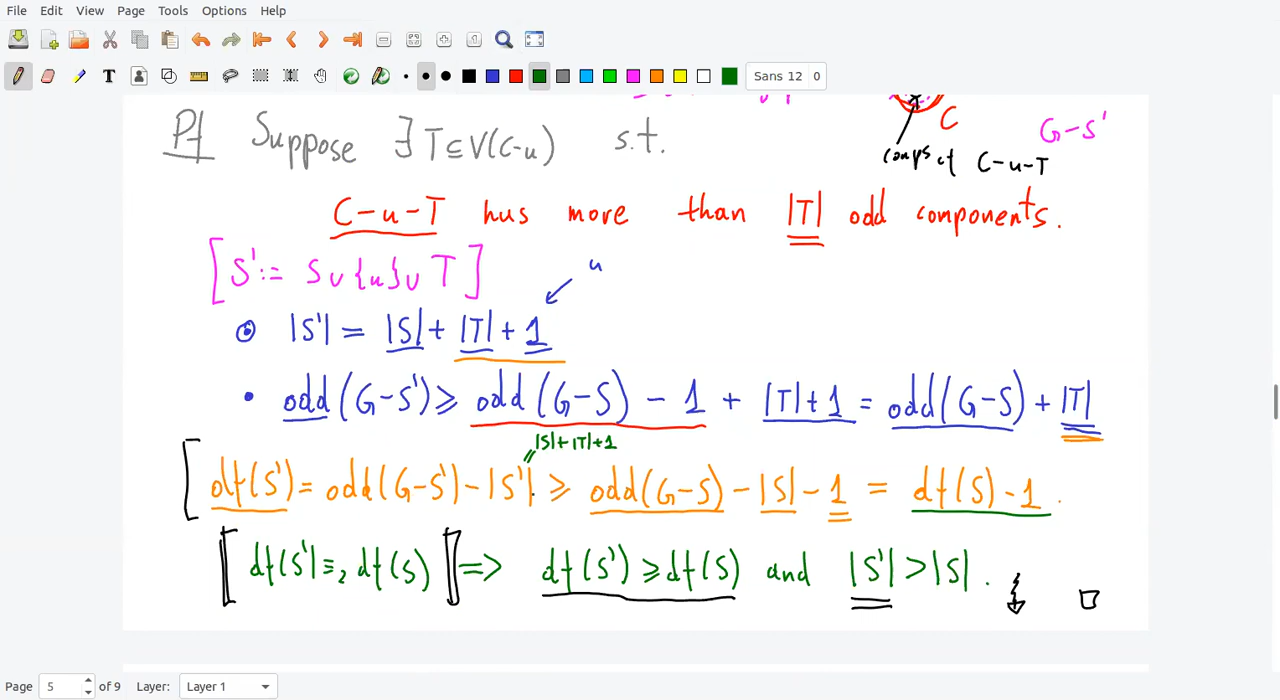 File Edit View Page Tools Options Help
Sans 12 0
C
G-S'
comps of C-u-T
Pf Suppose ∃ T⊆V(C-u) s.t.
C-u-T has more than |T| odd components.
[S' := S∪{u}∪T]
u
|S'| = |S| + |T| + 1
• odd(G-S') ⩾ odd(G-S) - 1 + |T|+1 = odd(G-S) + |T|
|S|+|T|+1
[df(S') = odd(G-S') - |S'| ⩾ odd(G-S) - |S| - 1 = df(S) - 1.
[df(S') ≡₂ df(S)] => df(S') ⩾ df(S) and |S'| > |S|.
Page 5 of 9 Layer: Layer 1